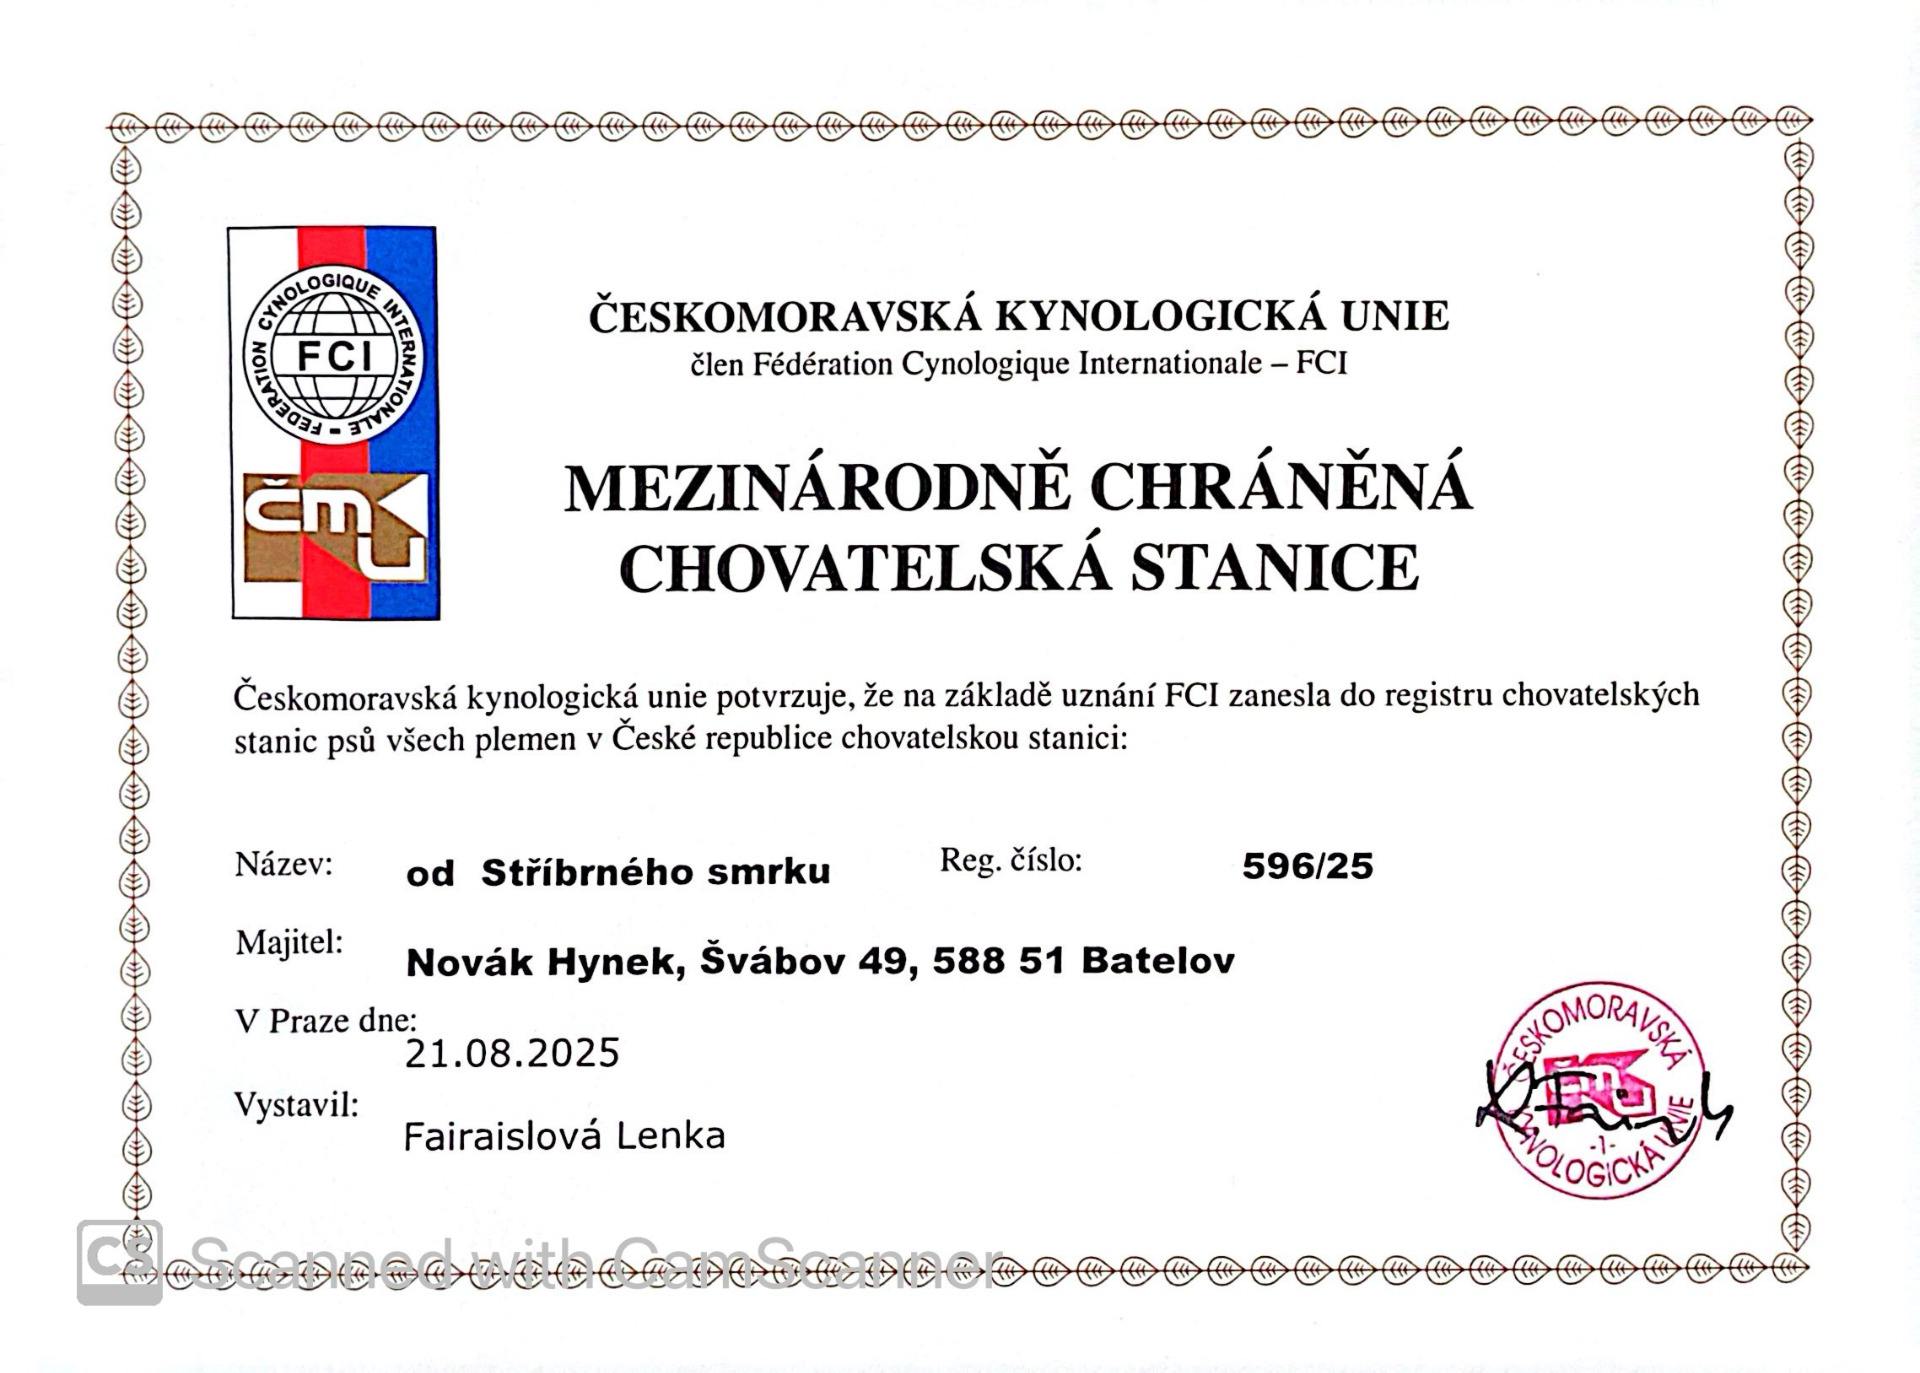 FEDERATION CYNOLOGIQUE INTERNATIONALE –
FCI
ČMKU
ČESKOMORAVSKÁ KYNOLOGICKÁ UNIE
člen Fédération Cynologique Internationale – FCI
MEZINÁRODNĚ CHRÁNĚNÁ
CHOVATELSKÁ STANICE
Českomoravská kynologická unie potvrzuje, že na základě uznání FCI zanesla do registru chovatelských
stanic psů všech plemen v České republice chovatelskou stanici:
Název: od Stříbrného smrku Reg. číslo: 596/25
Majitel: Novák Hynek, Švábov 49, 588 51 Batelov
V Praze dne:
21.08.2025
Vystavil:
Fairaislová Lenka
ČESKOMORAVSKÁ
ČMKU
-1-
KYNOLOGICKÁ UNIE
CS Scanned with CamScanner